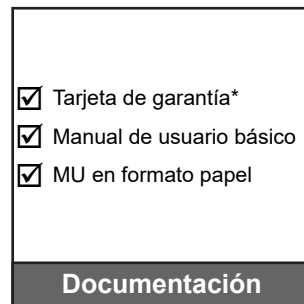 ☑ Tarjeta de garantía*
☑ Manual de usuario básico
☑ MU en formato papel
Documentación